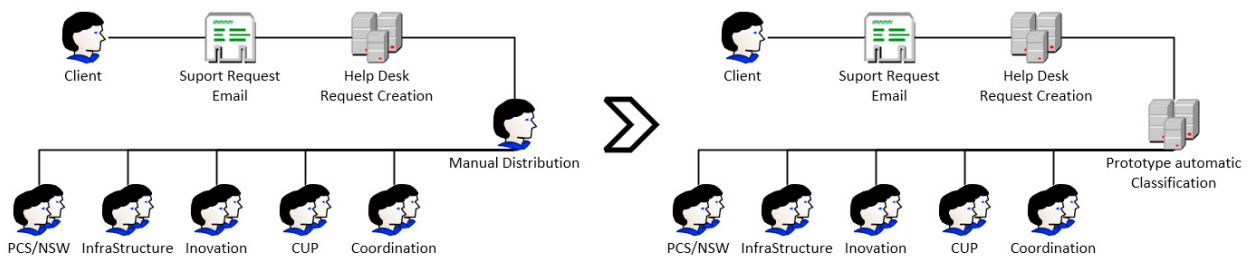 Client
Suport Request
Email
Help Desk
Request Creation
Manual Distribution
PCS/NSW
InfraStructure
Inovation
CUP
Coordination
Client
Suport Request
Email
Help Desk
Request Creation
Prototype automatic
Classification
PCS/NSW
InfraStructure
Inovation
CUP
Coordination